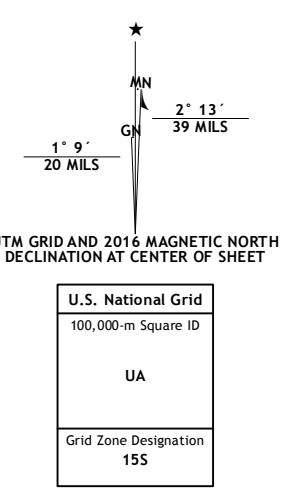 ★
MN
2° 13´
39 MILS
GN
1° 9´
20 MILS
UTM GRID AND 2016 MAGNETIC NORTH
DECLINATION AT CENTER OF SHEET
U.S. National Grid
100,000-m Square ID
UA
Grid Zone Designation
15S